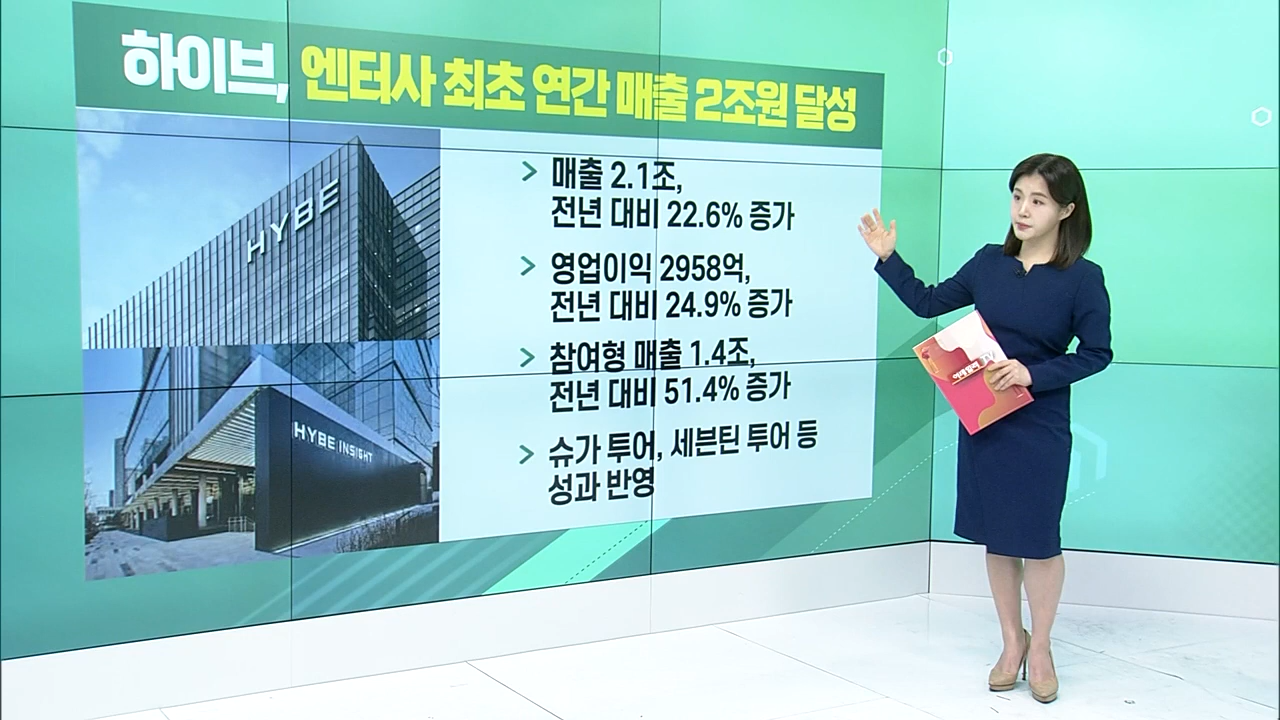 하이브, 엔터사 최초 연간 매출 2조원 달성
HYBE
HYBE INSIGHT
> 매출 2.1조,
전년 대비 22.6% 증가
> 영업이익 2958억,
전년 대비 24.9% 증가
> 참여형 매출 1.4조,
전년 대비 51.4% 증가
> 슈가 투어, 세븐틴 투어 등
성과 반영